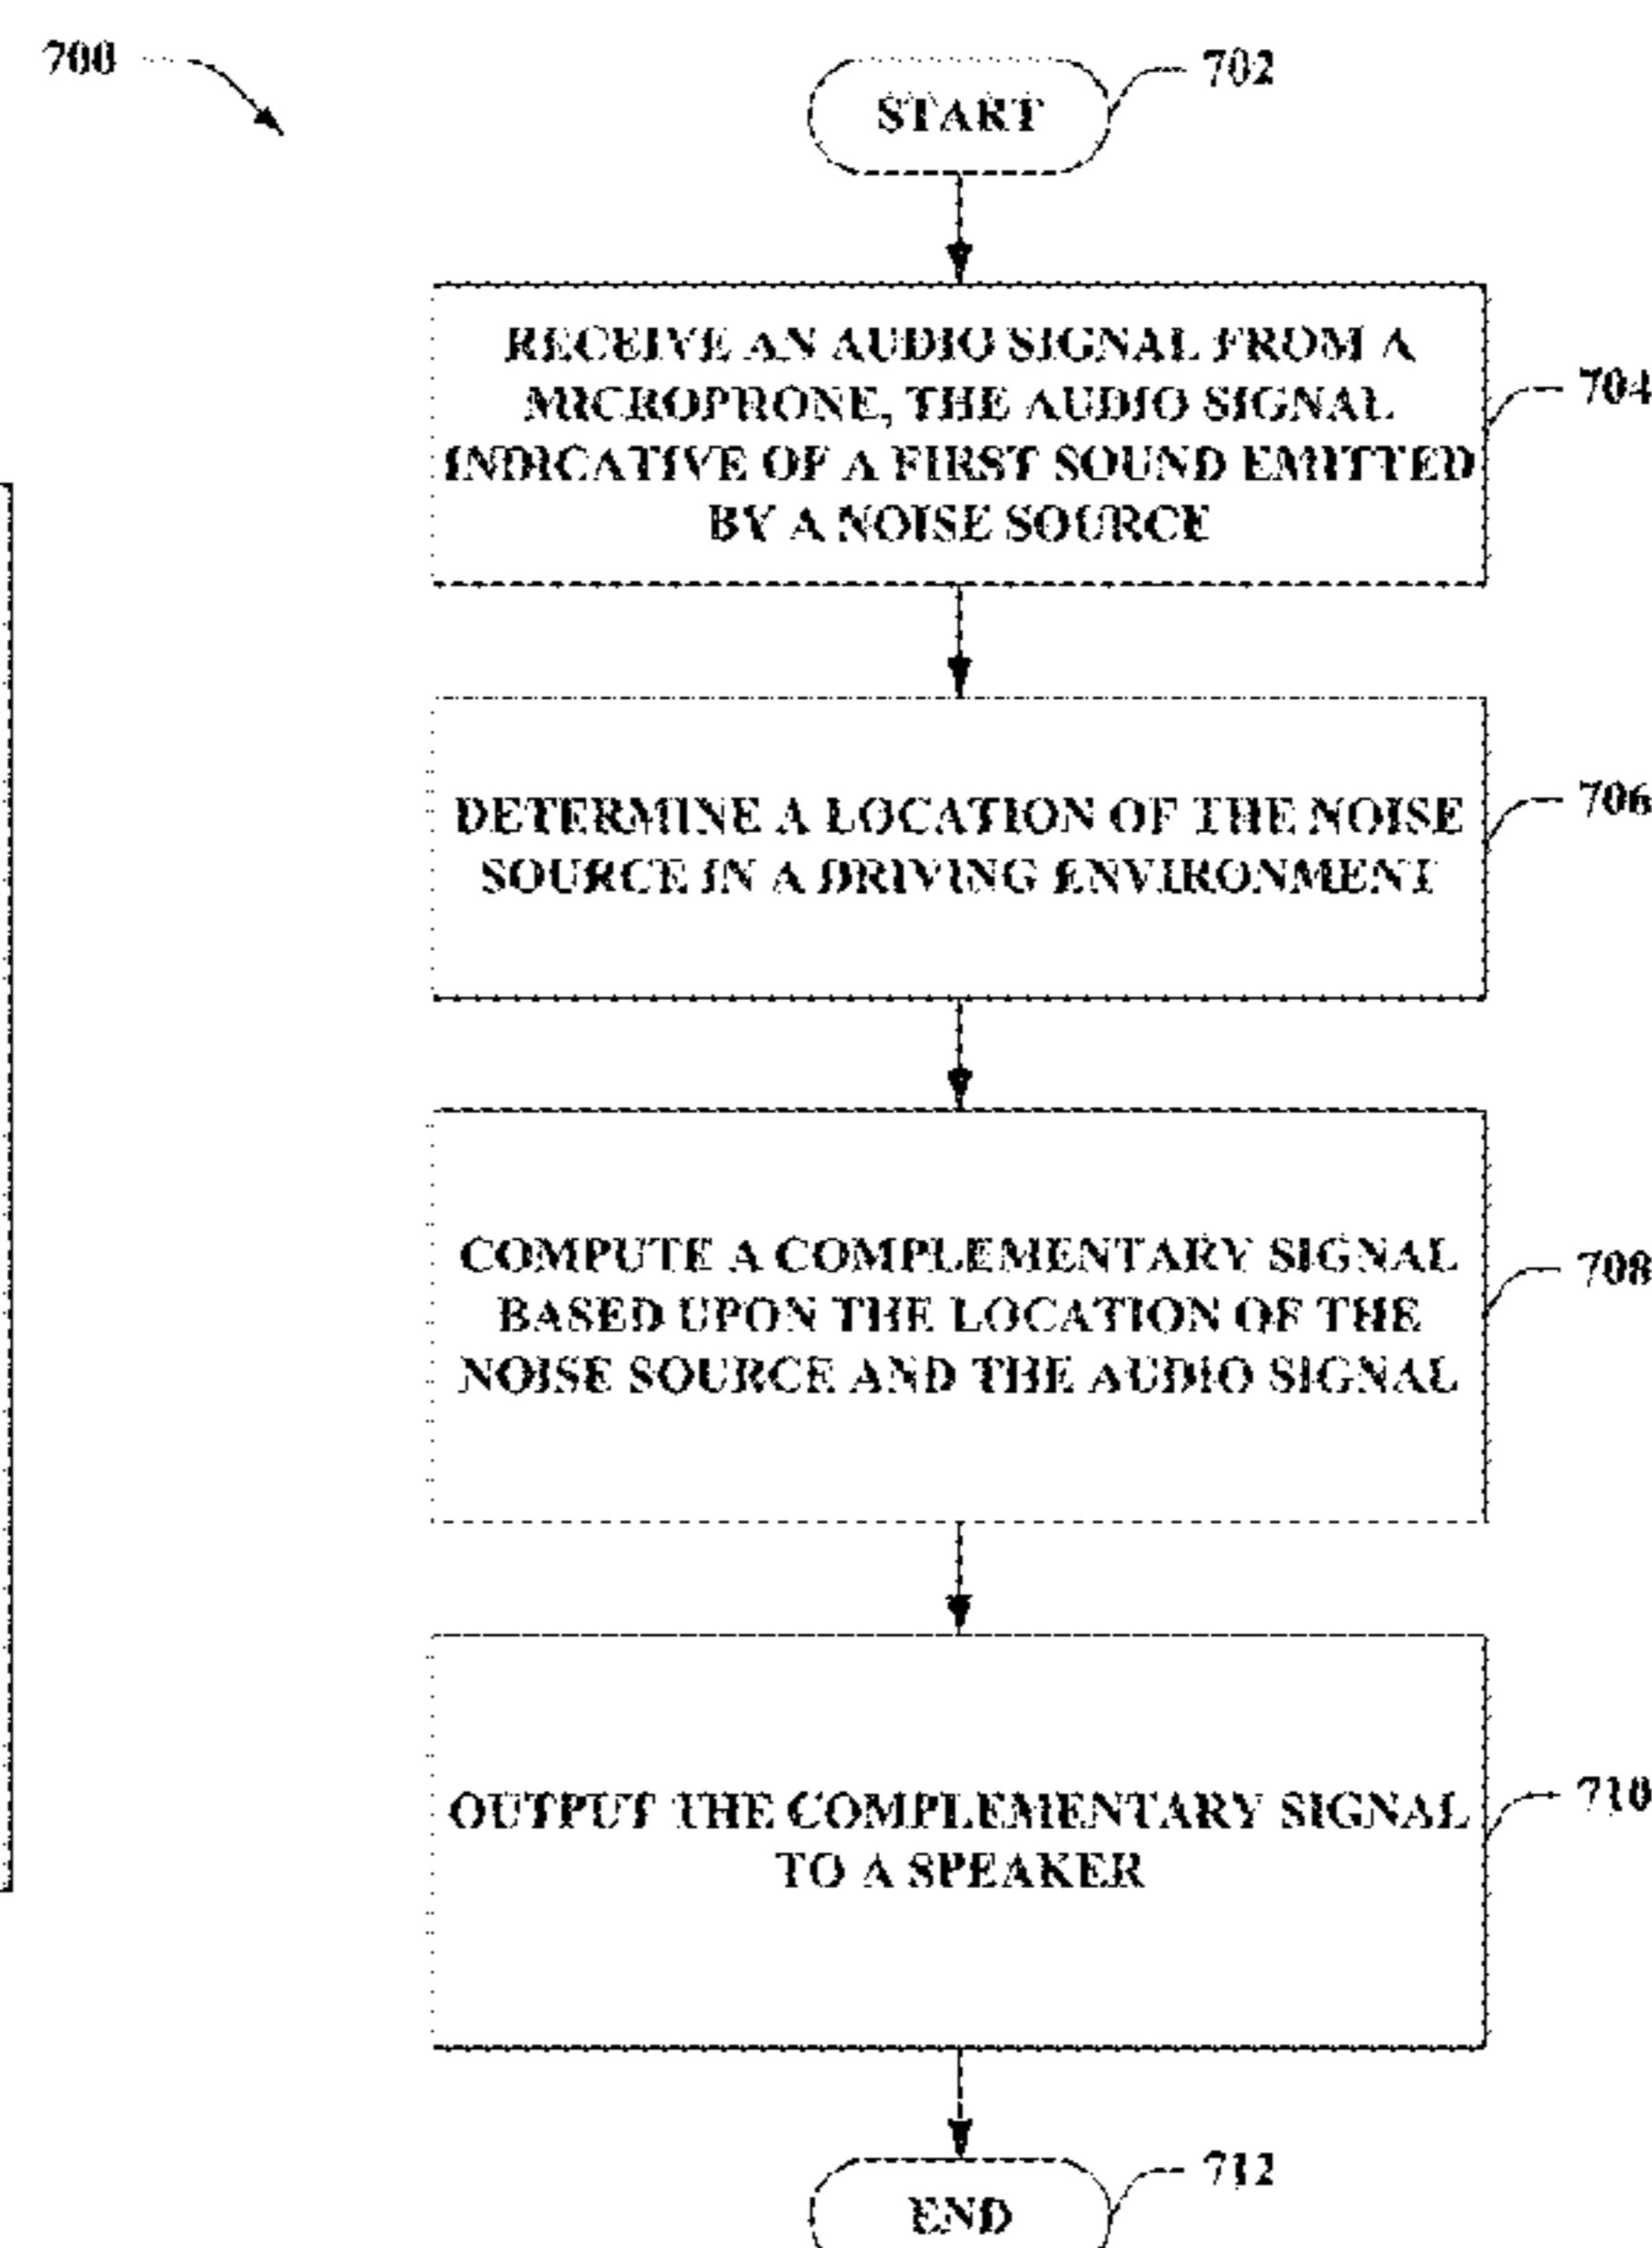 700
702
START
RECEIVE AN AUDIO SIGNAL FROM A
MICROPHONE, THE AUDIO SIGNAL
INDICATIVE OF A FIRST SOUND EMITTED
BY A NOISE SOURCE
704
DETERMINE A LOCATION OF THE NOISE
SOURCE IN A DRIVING ENVIRONMENT
706
COMPUTE A COMPLEMENTARY SIGNAL
BASED UPON THE LOCATION OF THE
NOISE SOURCE AND THE AUDIO SIGNAL
708
OUTPUT THE COMPLEMENTARY SIGNAL
TO A SPEAKER
710
712
END